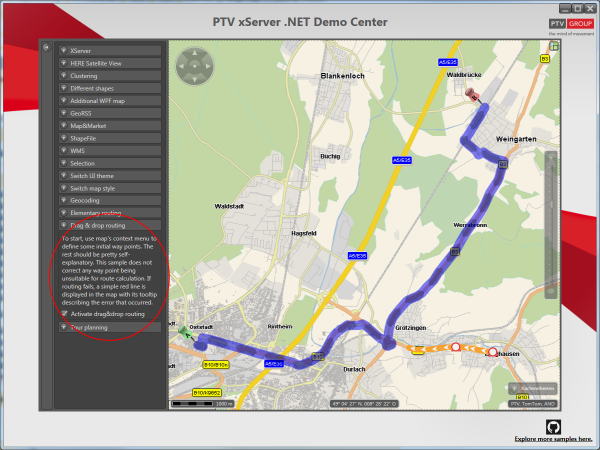 PTV xServer .NET Demo Center
PTV GROUP
the mind of movement
XServer
HERE Satellite View
Clustering
Different shapes
Additional WPF map
GeoRSS
Map&Market
ShapeFile
WMS
Selection
Switch UI theme
Switch map style
Geocoding
Elementary routing
Drag & drop routing
To start, use map's context menu to
define some initial way points. The
rest should be pretty self-
explanatory. This sample does not
correct any way point being
unsuitable for route calculation. If
routing fails, a simple red line is
displayed in the map with its tooltip
describing the error that occurred.
Activate drag&drop routing
Tour planning
Blankenloch
A5/E35
Waldbrücke
B3
Weingarten
Büchig
A5/E35
Waldstadt
Hagsfeld
Werrabronn
A5/E35
Oststadt
Rintheim
Grötzingen
B10/B10n
A5/E35
Durlach
B10
1000 m
49° 04' 27" N, 008° 28' 22" O
PTV, TomTom, AND
Explore more samples here.